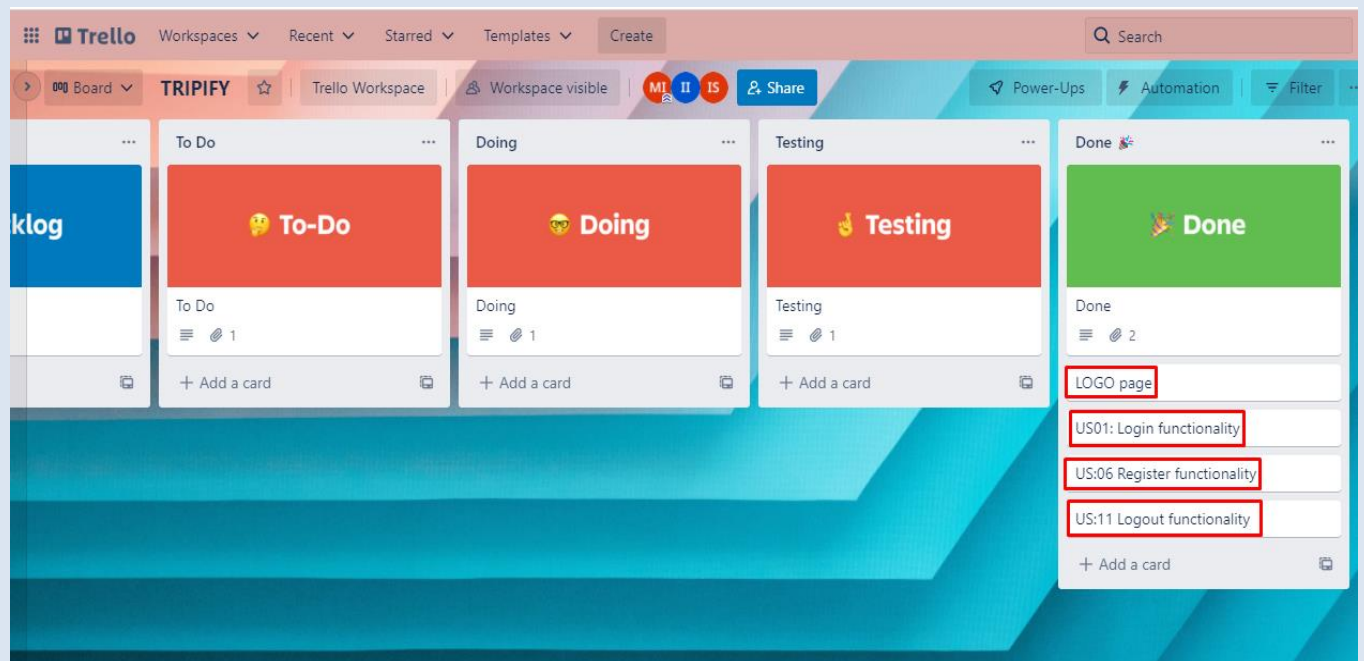 Trello Workspaces Recent Starred Templates Create Search
Board TRIPIFY Trello Workspace Workspace visible MI II IS Share Power-Ups Automation Filter
klog
To Do
🤔 To-Do
To Do
1
+ Add a card
Doing
🤓 Doing
Doing
1
+ Add a card
Testing
🤞 Testing
Testing
1
+ Add a card
Done 🎉
🎉 Done
Done
2
LOGO page
US01: Login functionality
US:06 Register functionality
US:11 Logout functionality
+ Add a card